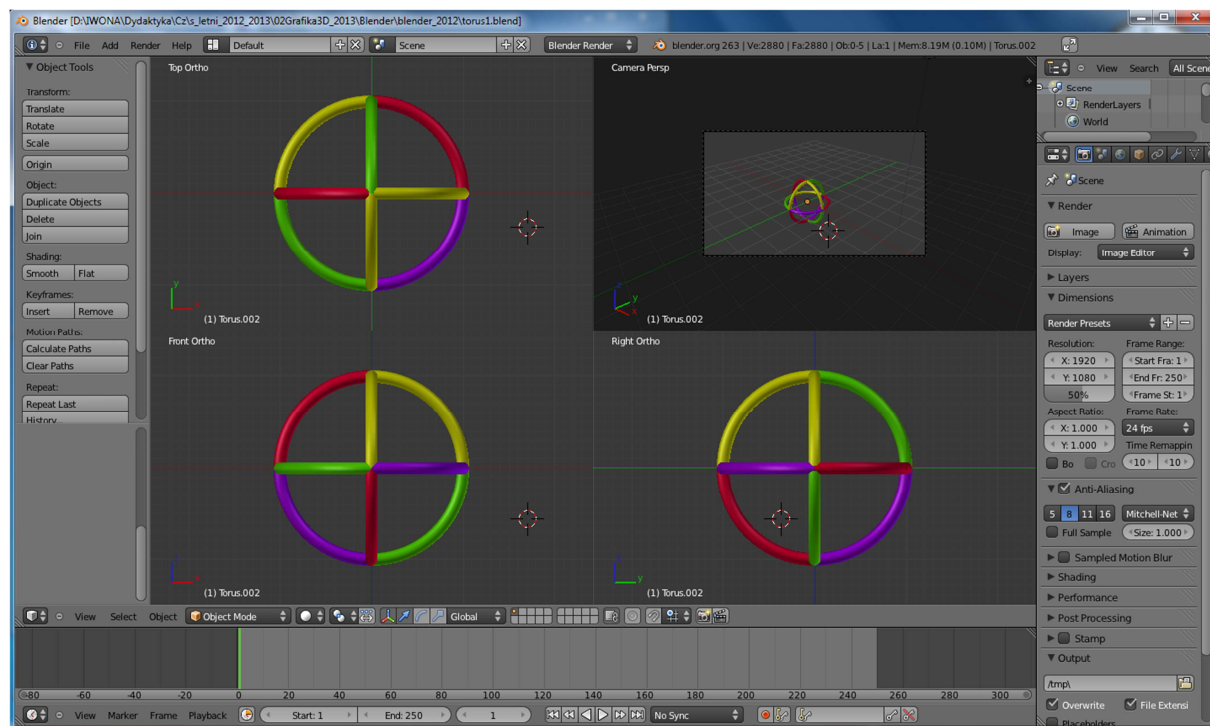 Blender [D:\IWONA\Dydaktyka\Cz\s_letni_2012_2013\02Grafika3D_2013\Blender\blender_2012\torus1.blend]
File Add Render Help Default Scene Blender Render blender.org 263 | Ve:2880 | Fa:2880 | Ob:0-5 | La:1 | Mem:8.19M (0.10M) | Torus.002
Object Tools
Transform:
Translate
Rotate
Scale
Origin
Object:
Duplicate Objects
Delete
Join
Shading:
Smooth Flat
Keyframes:
Insert Remove
Motion Paths:
Calculate Paths
Clear Paths
Repeat:
Repeat Last
History...
Top Ortho
y
x
(1) Torus.002
Camera Persp
z
y
x
(1) Torus.002
Front Ortho
z
x
(1) Torus.002
Right Ortho
z
y
(1) Torus.002
View Select Object Object Mode Global
-80 -60 -40 -20 0 20 40 60 80 100 120 140 160 180 200 220 240 260 280 300
View Marker Frame Playback Start: 1 End: 250 1 No Sync
View Search All Scene
Scene
RenderLayers
World
Scene
Render
Image Animation
Display: Image Editor
Layers
Dimensions
Render Presets
Resolution: Frame Range:
X: 1920 Start Fra: 1
Y: 1080 End Fr: 250
50% Frame St: 1
Aspect Ratio: Frame Rate:
X: 1.000 24 fps
Y: 1.000 Time Remappin
Bo Cro 10 10
Anti-Aliasing
5 8 11 16 Mitchell-Net
Full Sample Size: 1.000
Sampled Motion Blur
Shading
Performance
Post Processing
Stamp
Output
/tmp\
Overwrite File Extensi
Placeholders